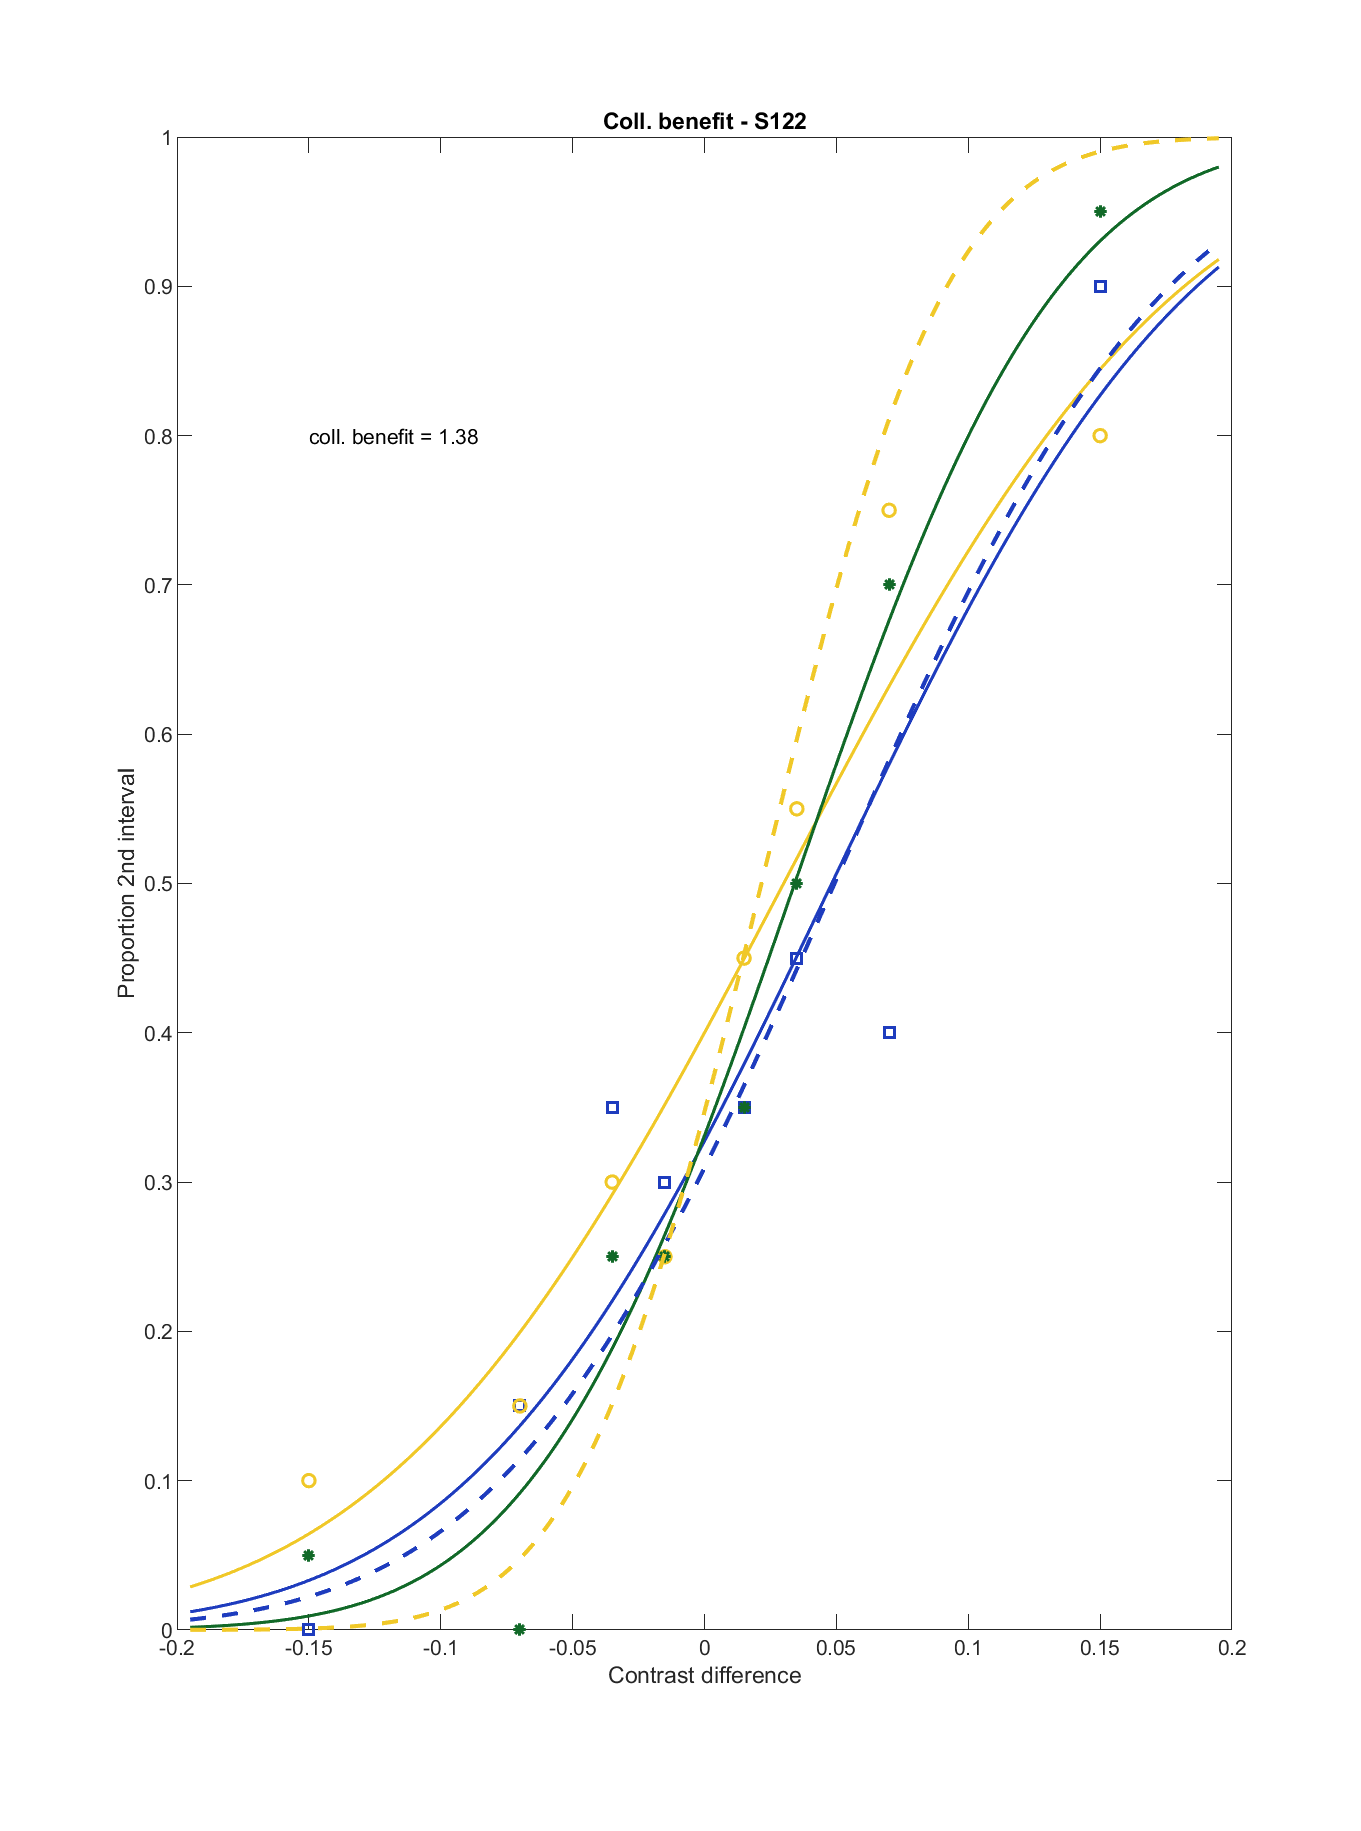 Coll. benefit - S122
1
0.9
0.8
0.7
0.6
0.5
0.4
0.3
0.2
0.1
0
coll. benefit = 1.38
Proportion 2nd interval
-0.2 -0.15 -0.1 -0.05 0 0.05 0.1 0.15 0.2
Contrast difference